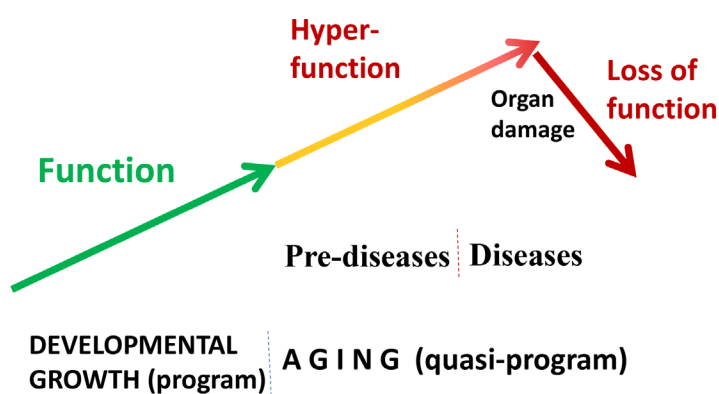 Hyper-
function
Loss of
function
Organ
damage
Function
Pre-diseases
Diseases
DEVELOPMENTAL
GROWTH (program)
A G I N G (quasi-program)